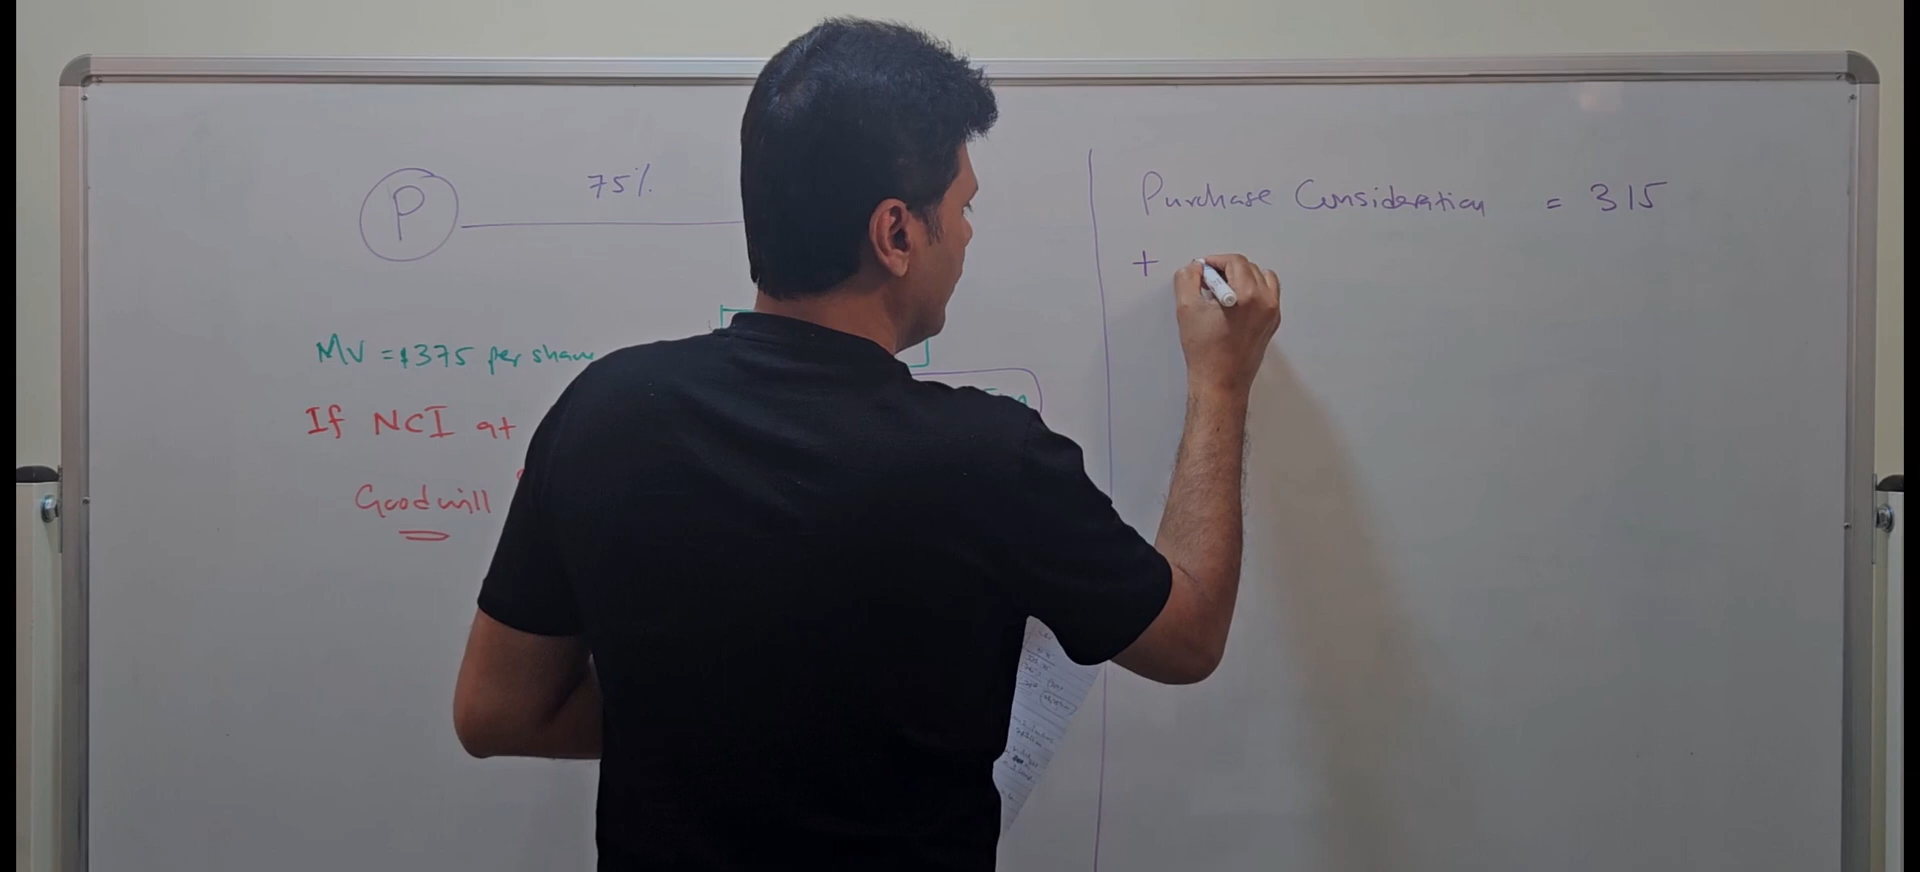 P
75%
MV = $375 per share
If NCI at
Goodwill
Purchase Consideration = 315
+